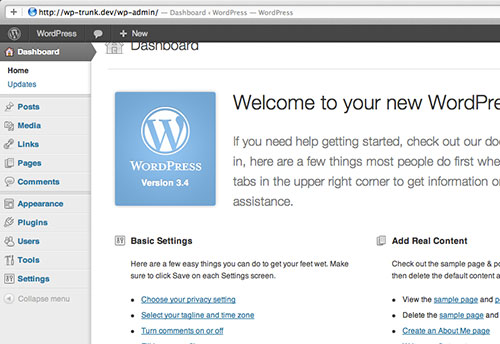 http://wp-trunk.dev/wp-admin/ — Dashboard ‹ WordPress — WordPress
WordPress + New
Dashboard
Home
Updates
Posts
Media
Links
Pages
Comments
Appearance
Plugins
Users
Tools
Settings
Collapse menu
Dashboard
WORDPRESS
Version 3.4
Welcome to your new WordPre
If you need help getting started, check out our do
in, here are a few things most people do first whe
tabs in the upper right corner to get information o
assistance.
Basic Settings
Here are a few easy things you can do to get your feet wet. Make
sure to click Save on each Settings screen.
• Choose your privacy setting
• Select your tagline and time zone
• Turn comments on or off
Add Real Content
Check out the sample page & po
then delete the default content a
• View the sample page and po
• Delete the sample page and
• Create an About Me page